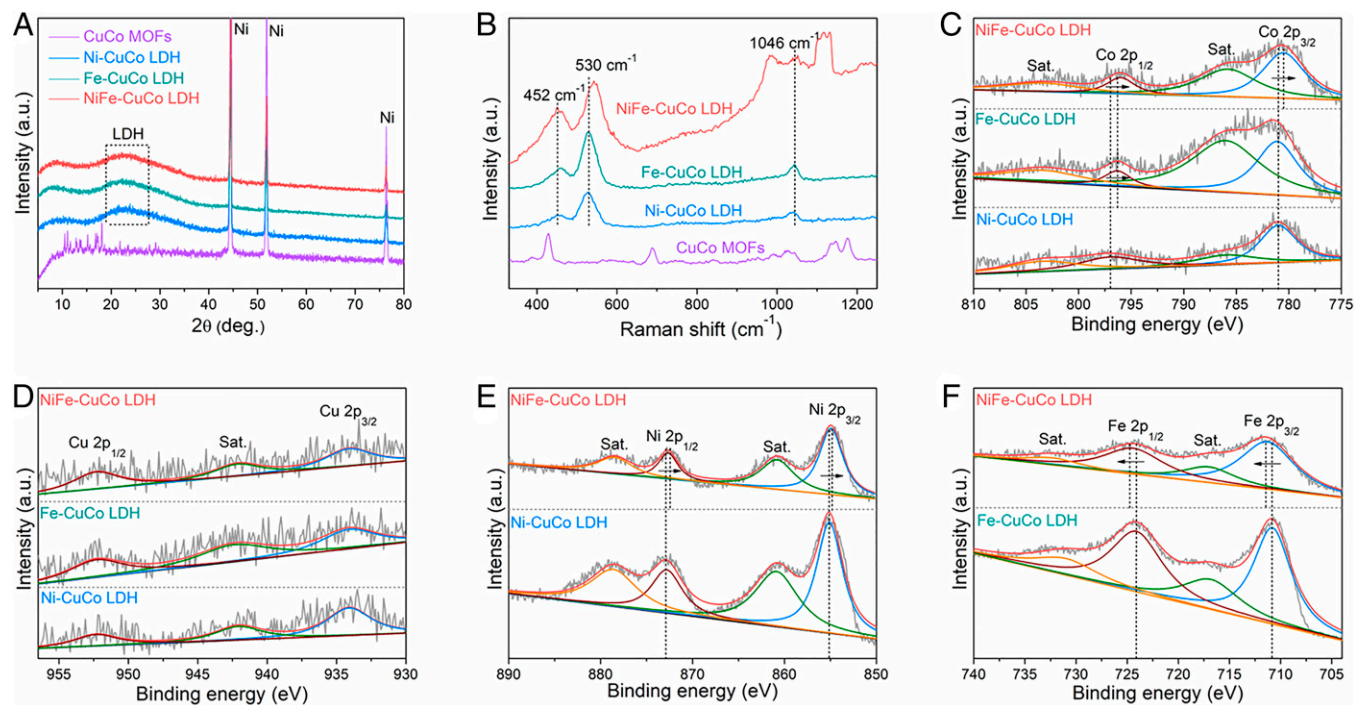 A
Ni
Ni
CuCo MOFs
Ni-CuCo LDH
Fe-CuCo LDH
NiFe-CuCo LDH
LDH
Ni
Intensity (a.u.)
10 20 30 40 50 60 70 80
2θ (deg.)
B
1046 cm⁻¹
530 cm⁻¹
452 cm⁻¹
NiFe-CuCo LDH
Fe-CuCo LDH
Ni-CuCo LDH
CuCo MOFs
Intensity (a.u.)
400 600 800 1000 1200
Raman shift (cm⁻¹)
C
NiFe-CuCo LDH
Co 2p3/2
Sat.
Co 2p1/2
Sat.
Fe-CuCo LDH
Ni-CuCo LDH
Intensity (a.u.)
810 805 800 795 790 785 780 775
Binding energy (eV)
D
NiFe-CuCo LDH
Cu 2p3/2
Cu 2p1/2
Sat.
Fe-CuCo LDH
Ni-CuCo LDH
Intensity (a.u.)
955 950 945 940 935 930
Binding energy (eV)
E
NiFe-CuCo LDH
Ni 2p3/2
Sat.
Ni 2p1/2
Sat.
Ni-CuCo LDH
Intensity (a.u.)
890 880 870 860 850
Binding energy (eV)
F
NiFe-CuCo LDH
Sat.
Fe 2p1/2
Sat.
Fe 2p3/2
Fe-CuCo LDH
Intensity (a.u.)
740 735 730 725 720 715 710 705
Binding energy (eV)